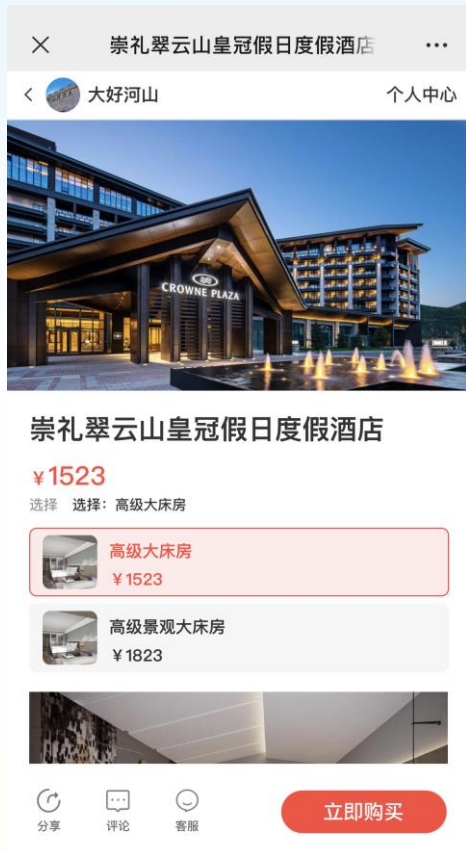 崇礼翠云山皇冠假日度假酒店
大好河山
个人中心
CROWNE PLAZA
崇礼翠云山皇冠假日度假酒店
¥1523
选择 选择：高级大床房
高级大床房
¥1523
高级景观大床房
¥1823
分享
评论
客服
立即购买